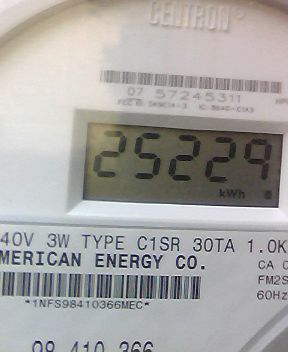 CENTRON®
07 57245311
25229
kWh
40V 3W TYPE C1SR 30TA 1.0K
MERICAN ENERGY CO.
CA 0
FM2S
60Hz
*1NFS98410366MEC*
98 410 366